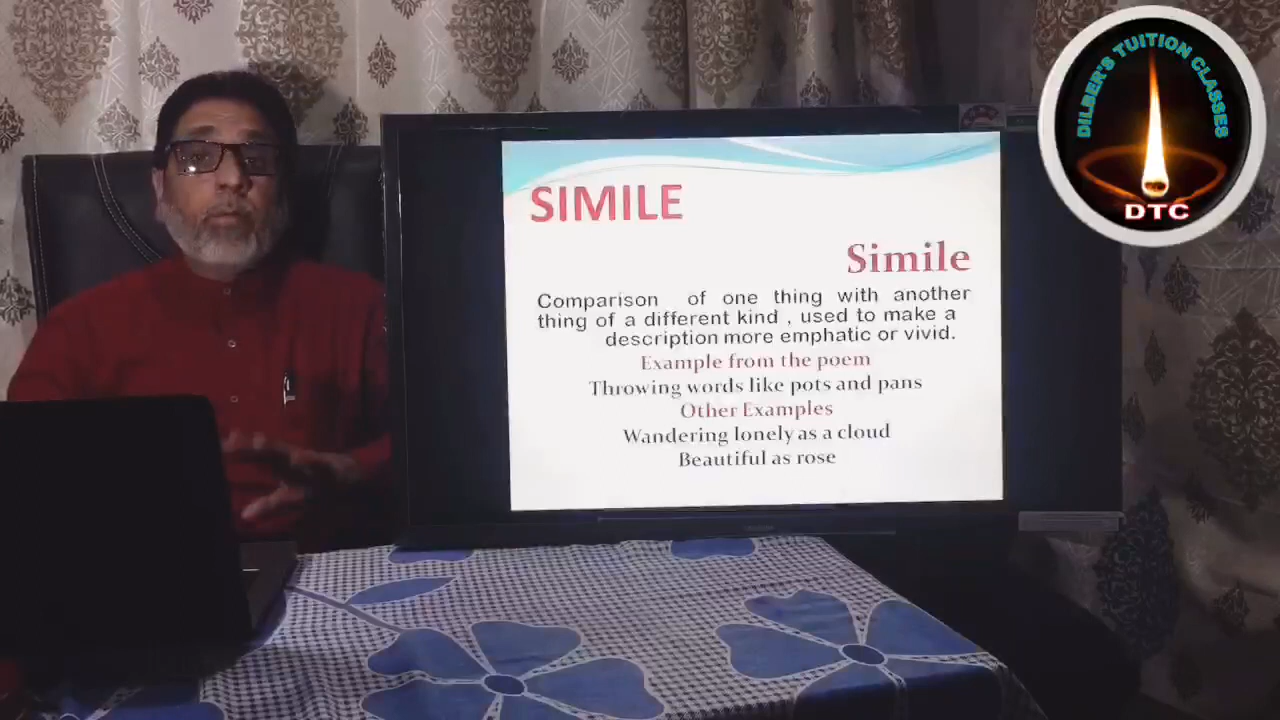 DILBER'S TUITION CLASSES
DTC
SIMILE
Simile
Comparison of one thing with another
thing of a different kind , used to make a
description more emphatic or vivid.
Example from the poem
Throwing words like pots and pans
Other Examples
Wandering lonely as a cloud
Beautiful as rose